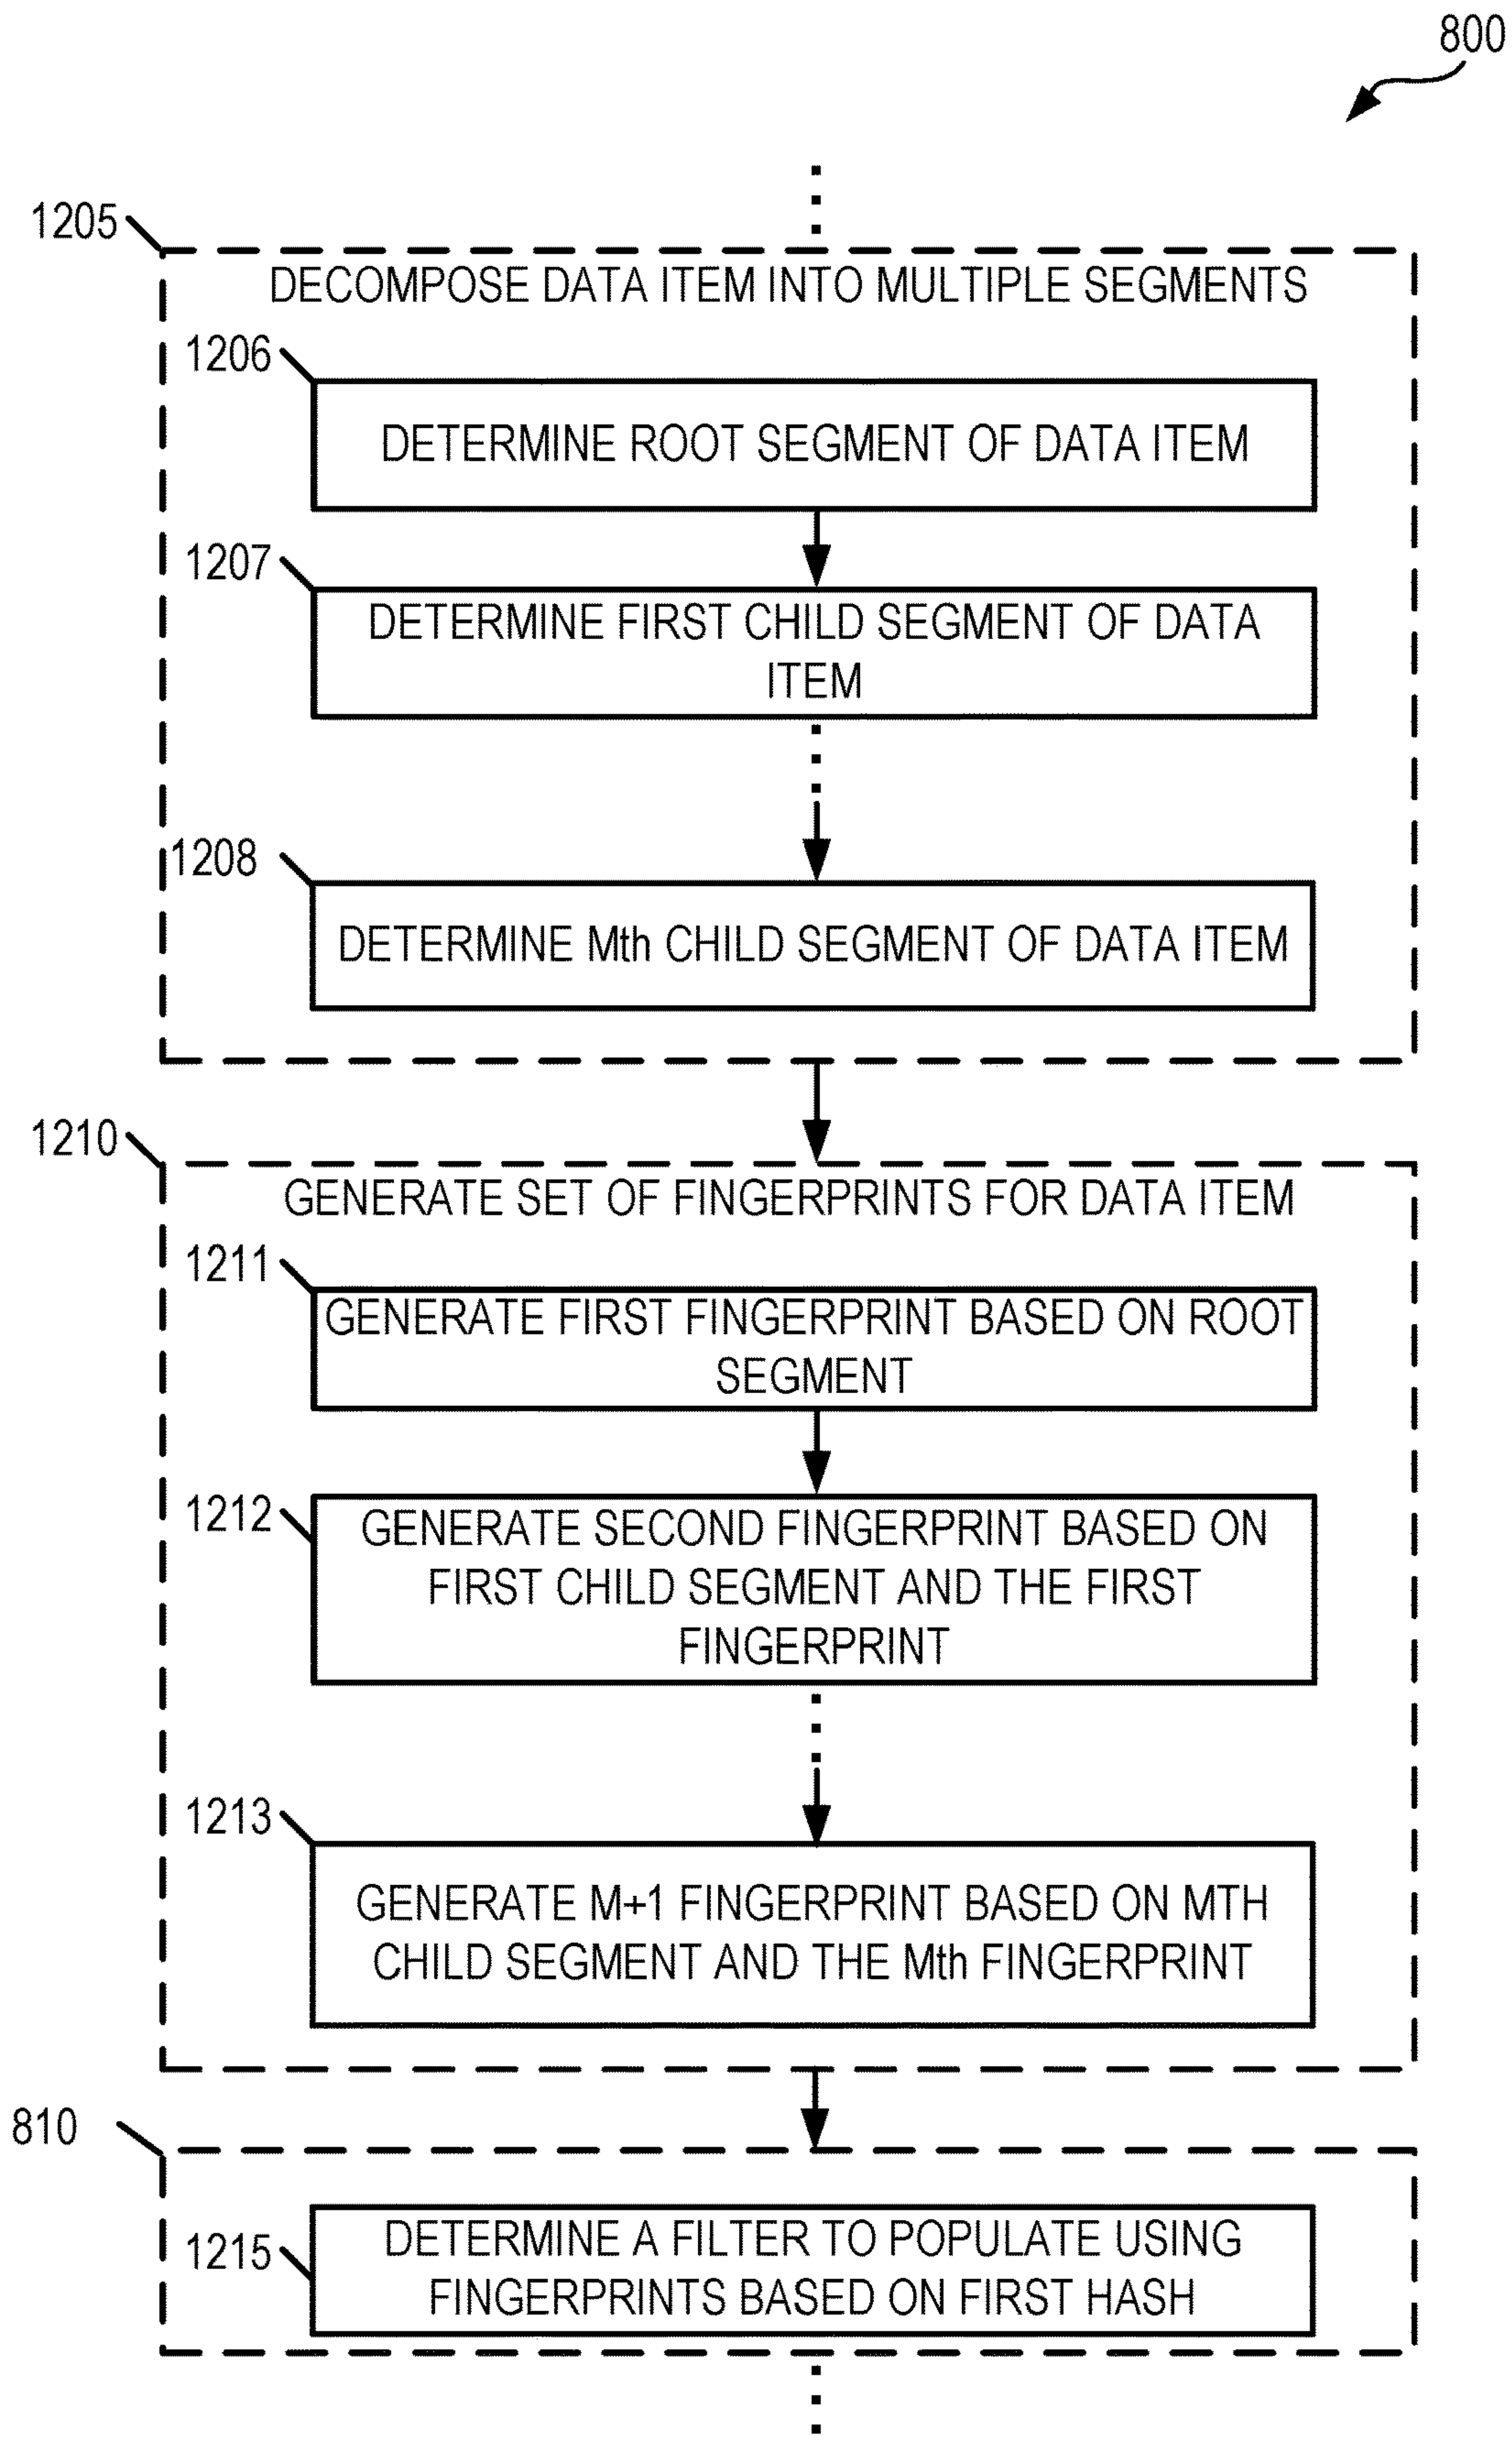 800
1205
DECOMPOSE DATA ITEM INTO MULTIPLE SEGMENTS
1206
DETERMINE ROOT SEGMENT OF DATA ITEM
1207
DETERMINE FIRST CHILD SEGMENT OF DATA
ITEM
1208
DETERMINE Mth CHILD SEGMENT OF DATA ITEM
1210
GENERATE SET OF FINGERPRINTS FOR DATA ITEM
1211
GENERATE FIRST FINGERPRINT BASED ON ROOT
SEGMENT
1212
GENERATE SECOND FINGERPRINT BASED ON
FIRST CHILD SEGMENT AND THE FIRST
FINGERPRINT
1213
GENERATE M+1 FINGERPRINT BASED ON MTH
CHILD SEGMENT AND THE Mth FINGERPRINT
810
1215
DETERMINE A FILTER TO POPULATE USING
FINGERPRINTS BASED ON FIRST HASH